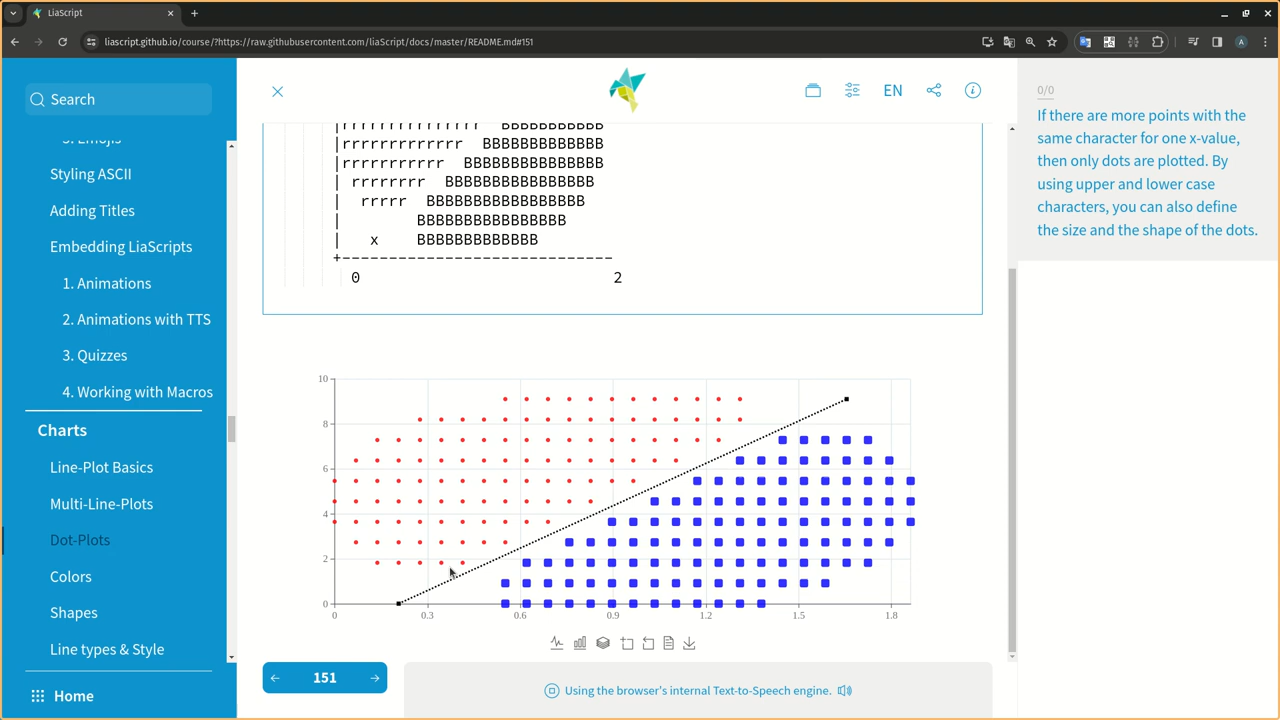 LiaScript
liascript.github.io/course/?https://raw.githubusercontent.com/liaScript/docs/master/README.md#151
A
Search
Styling ASCII
Adding Titles
Embedding LiaScripts
1. Animations
2. Animations with TTS
3. Quizzes
4. Working with Macros
Charts
Line-Plot Basics
Multi-Line-Plots
Dot-Plots
Colors
Shapes
Line types & Style
Home
EN
|rrrrrrrrrrrrrrr  BBBBBBBBBBB
|rrrrrrrrrrrrr  BBBBBBBBBBBBB
|rrrrrrrrrrr  BBBBBBBBBBBBBBB
| rrrrrrrr  BBBBBBBBBBBBBBBB
|  rrrrr  BBBBBBBBBBBBBBBBB
|        BBBBBBBBBBBBBBBB
|   x    BBBBBBBBBBBBB
+-----------------------------
0 2
10
8
6
4
2
0
0 0.3 0.6 0.9 1.2 1.5 1.8
151
Using the browser's internal Text-to-Speech engine.
0/0
If there are more points with the
same character for one x-value,
then only dots are plotted. By
using upper and lower case
characters, you can also define
the size and the shape of the dots.